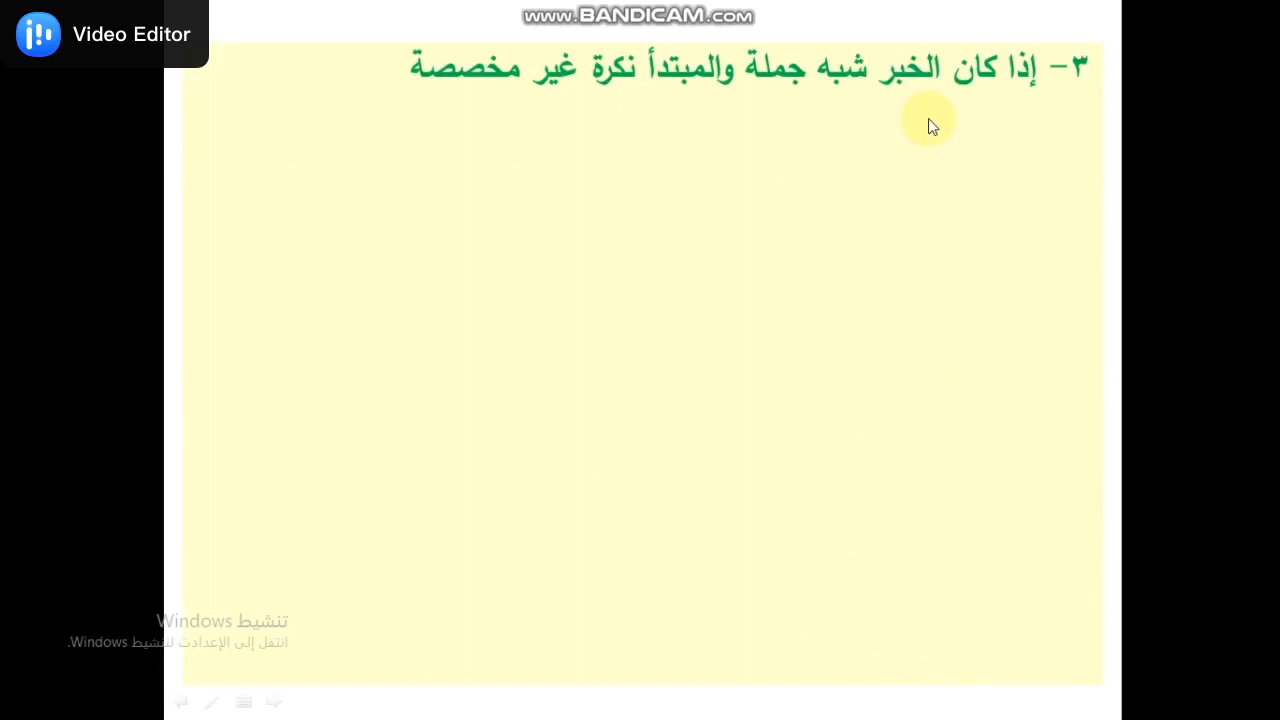 www.BANDICAM.com
Video Editor
٣- إذا كان الخبر شبه جملة والمبتدأ نكرة غير مخصصة
تنشيط Windows
انتقل إلى الإعدادت لتنشيط Windows.